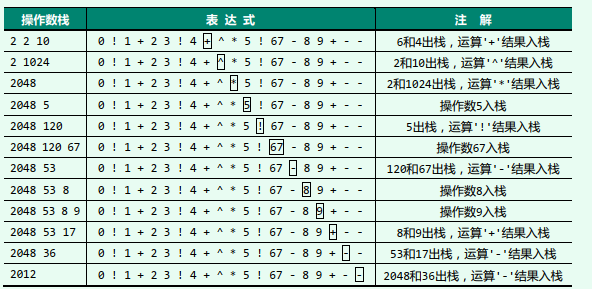 操作数栈 表 达 式 注 解
2 2 10 0 ! 1 + 2 3 ! 4 + ^ * 5 ! 67 - 8 9 + - - 6和4出栈，运算'+'结果入栈
2 1024 0 ! 1 + 2 3 ! 4 + ^ * 5 ! 67 - 8 9 + - - 2和10出栈，运算'^'结果入栈
2048 0 ! 1 + 2 3 ! 4 + ^ * 5 ! 67 - 8 9 + - - 2和1024出栈，运算'*'结果入栈
2048 5 0 ! 1 + 2 3 ! 4 + ^ * 5 ! 67 - 8 9 + - - 操作数5入栈
2048 120 0 ! 1 + 2 3 ! 4 + ^ * 5 ! 67 - 8 9 + - - 5出栈，运算'!'结果入栈
2048 120 67 0 ! 1 + 2 3 ! 4 + ^ * 5 ! 67 - 8 9 + - - 操作数67入栈
2048 53 0 ! 1 + 2 3 ! 4 + ^ * 5 ! 67 - 8 9 + - - 120和67出栈，运算'-'结果入栈
2048 53 8 0 ! 1 + 2 3 ! 4 + ^ * 5 ! 67 - 8 9 + - - 操作数8入栈
2048 53 8 9 0 ! 1 + 2 3 ! 4 + ^ * 5 ! 67 - 8 9 + - - 操作数9入栈
2048 53 17 0 ! 1 + 2 3 ! 4 + ^ * 5 ! 67 - 8 9 + - - 8和9出栈，运算'+'结果入栈
2048 36 0 ! 1 + 2 3 ! 4 + ^ * 5 ! 67 - 8 9 + - - 53和17出栈，运算'-'结果入栈
2012 0 ! 1 + 2 3 ! 4 + ^ * 5 ! 67 - 8 9 + - - 2048和36出栈，运算'-'结果入栈